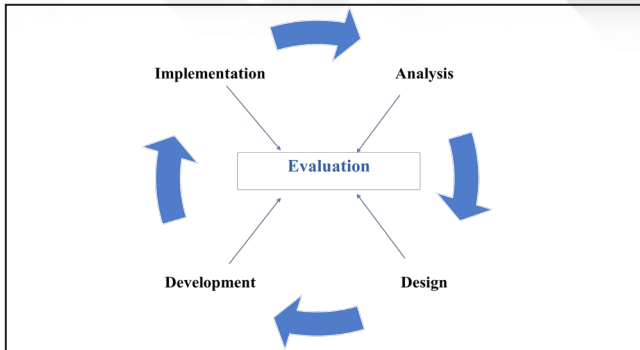 Implementation
Analysis
Evaluation
Development
Design